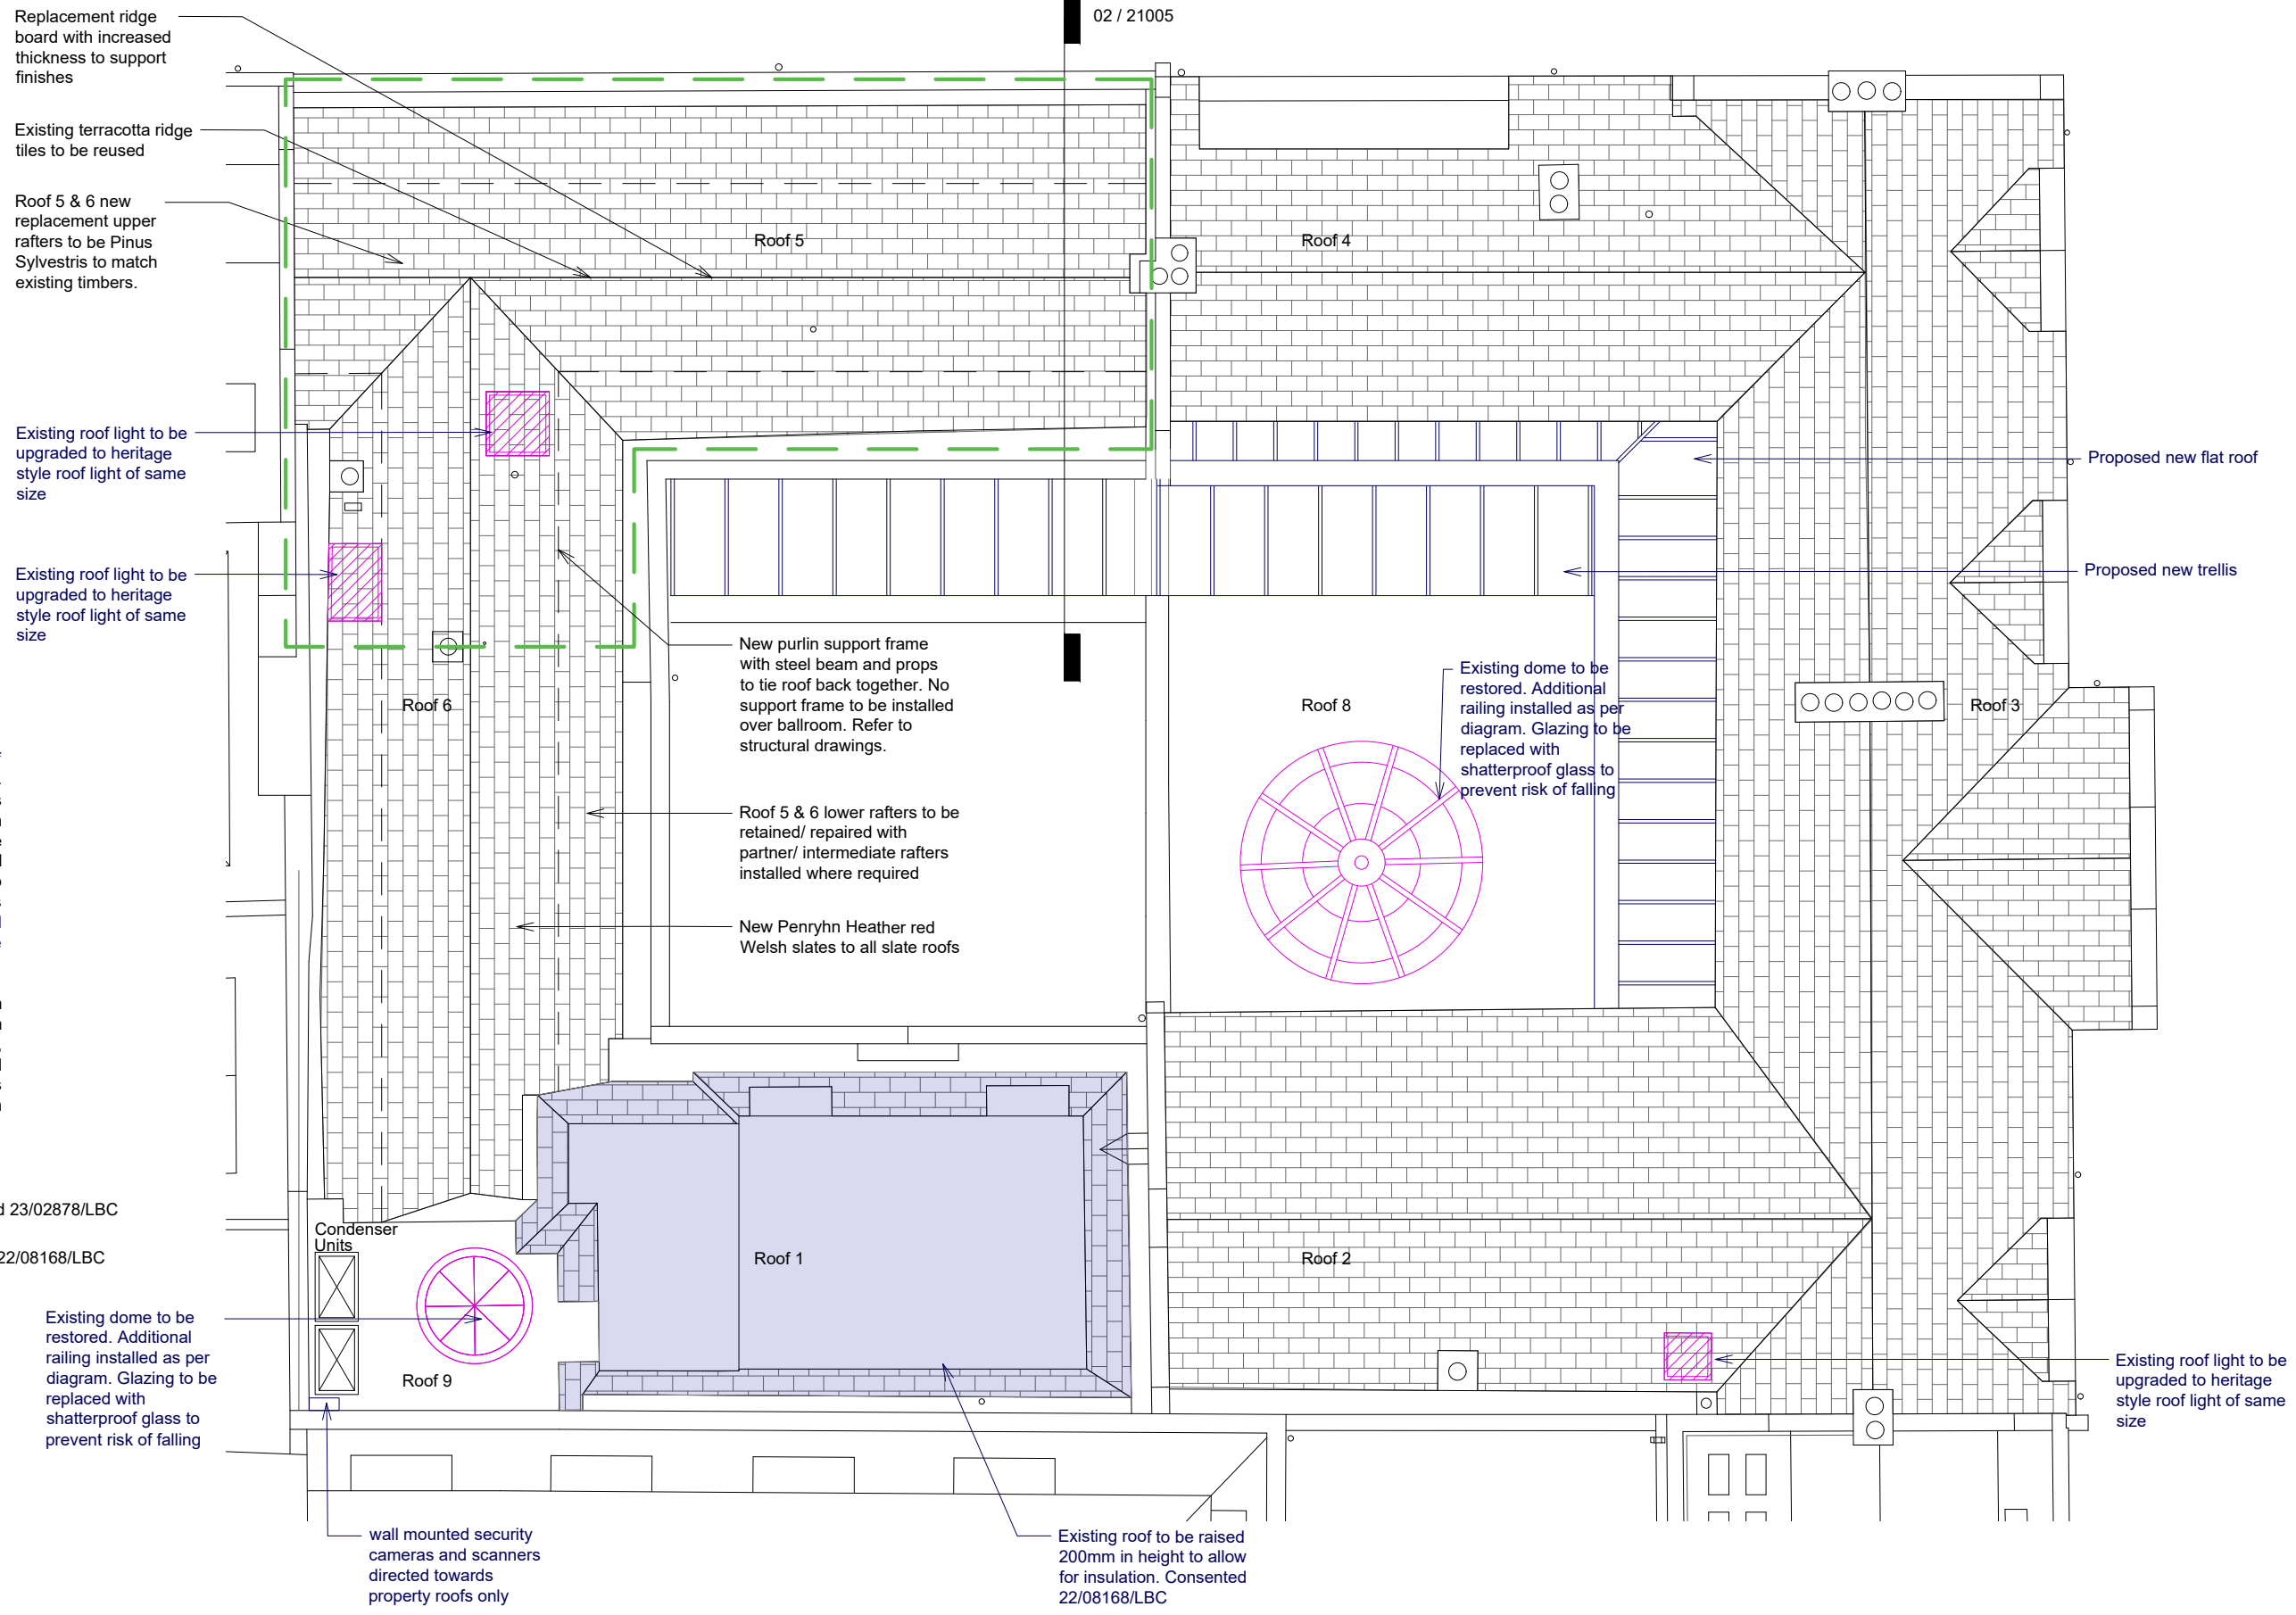 Replacement ridge
board with increased
thickness to support
finishes
02 / 21005
Existing terracotta ridge
tiles to be reused
Roof 5 & 6 new
replacement upper
rafters to be Pinus
Sylvestris to match
existing timbers.
Roof 5
Roof 4
Existing roof light to be
upgraded to heritage
style roof light of same
size
Proposed new flat roof
Existing roof light to be
upgraded to heritage
style roof light of same
size
Proposed new trellis
New purlin support frame
with steel beam and props
to tie roof back together. No
support frame to be installed
over ballroom. Refer to
structural drawings.
Existing dome to be
restored. Additional
railing installed as per
diagram. Glazing to be
replaced with
shatterproof glass to
prevent risk of falling
Roof 6
Roof 8
Roof 3
Roof 5 & 6 lower rafters to be
retained/ repaired with
partner/ intermediate rafters
installed where required
New Penryhn Heather red
Welsh slates to all slate roofs
23/02878/LBC
22/08168/LBC
Condenser
Units
Roof 1
Roof 2
Existing dome to be
restored. Additional
railing installed as per
diagram. Glazing to be
replaced with
shatterproof glass to
prevent risk of falling
Roof 9
Existing roof light to be
upgraded to heritage
style roof light of same
size
wall mounted security
cameras and scanners
directed towards
property roofs only
Existing roof to be raised
200mm in height to allow
for insulation. Consented
22/08168/LBC